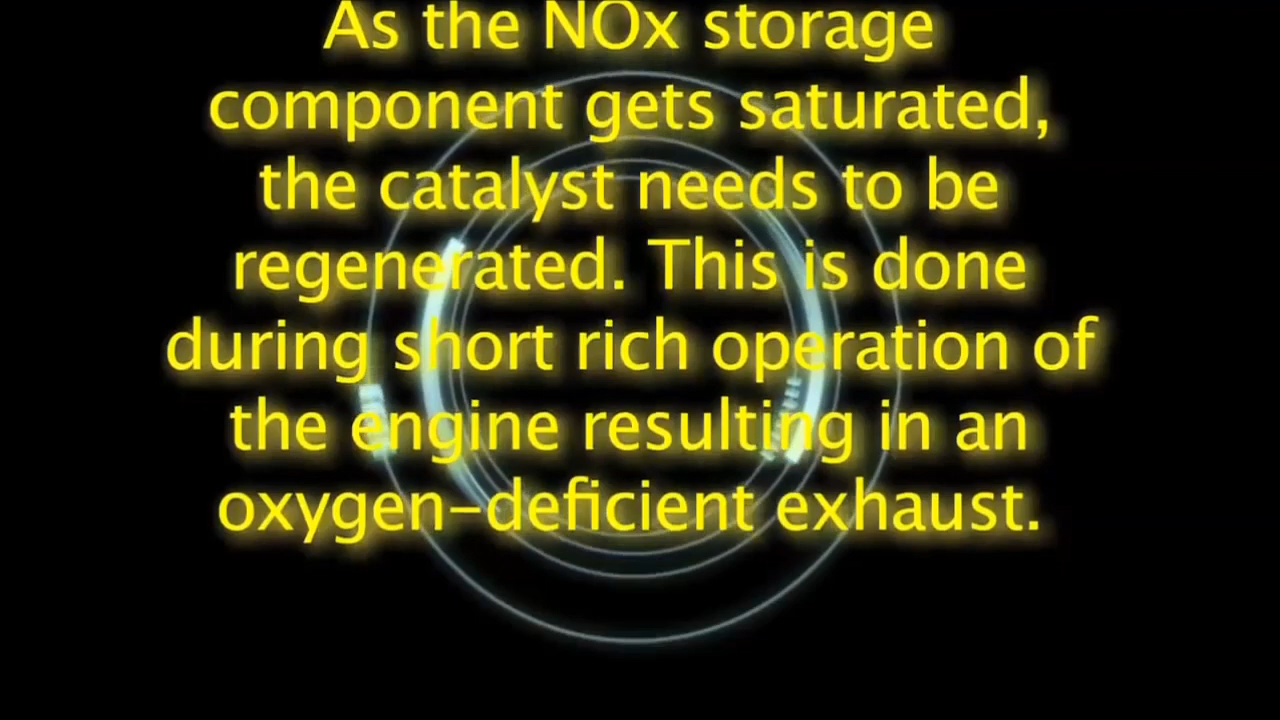 As the NOx storage
component gets saturated,
the catalyst needs to be
regenerated. This is done
during short rich operation of
the engine resulting in an
oxygen-deficient exhaust.